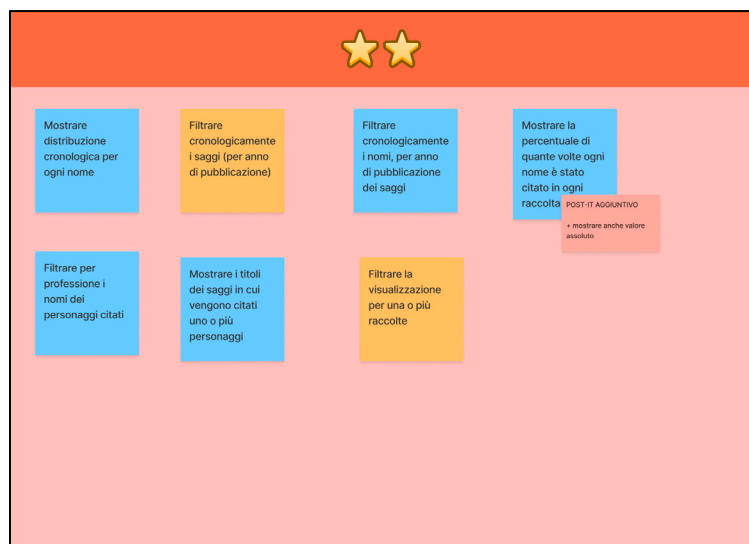 Mostrare
distribuzione
cronologica per
ogni nome
Filtrare
cronologicamente
i saggi (per anno
di pubblicazione)
Filtrare
cronologicamente
i nomi, per anno
di pubblicazione
dei saggi
Mostrare la
percentuale di
quante volte ogni
nome è stato
citato in ogni
raccolta
POST-IT AGGIUNTIVO
+ mostrare anche valore
assoluto
Filtrare per
professione i
nomi dei
personaggi citati
Mostrare i titoli
dei saggi in cui
vengono citati
uno o più
personaggi
Filtrare la
visualizzazione
per una o più
raccolte